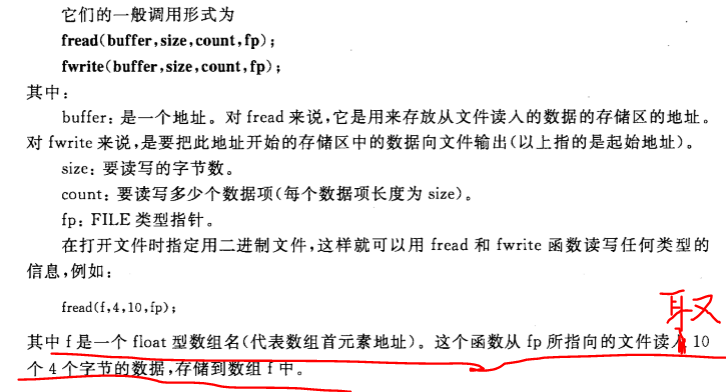 它们的一般调用形式为
fread(buffer,size,count,fp);
fwrite(buffer,size,count,fp);
其中:
buffer: 是一个地址。对 fread 来说,它是用来存放从文件读入的数据的存储区的地址。
对 fwrite 来说,是要把此地址开始的存储区中的数据向文件输出(以上指的是起始地址)。
size: 要读写的字节数。
count: 要读写多少个数据项(每个数据项长度为 size)。
fp: FILE 类型指针。
在打开文件时指定用二进制文件,这样就可以用 fread 和 fwrite 函数读写任何类型的
信息,例如:
fread(f,4,10,fp);
取
其中 f 是一个 float 型数组名(代表数组首元素地址)。这个函数从 fp 所指向的文件读入 10
个 4 个字节的数据,存储到数组 f 中。